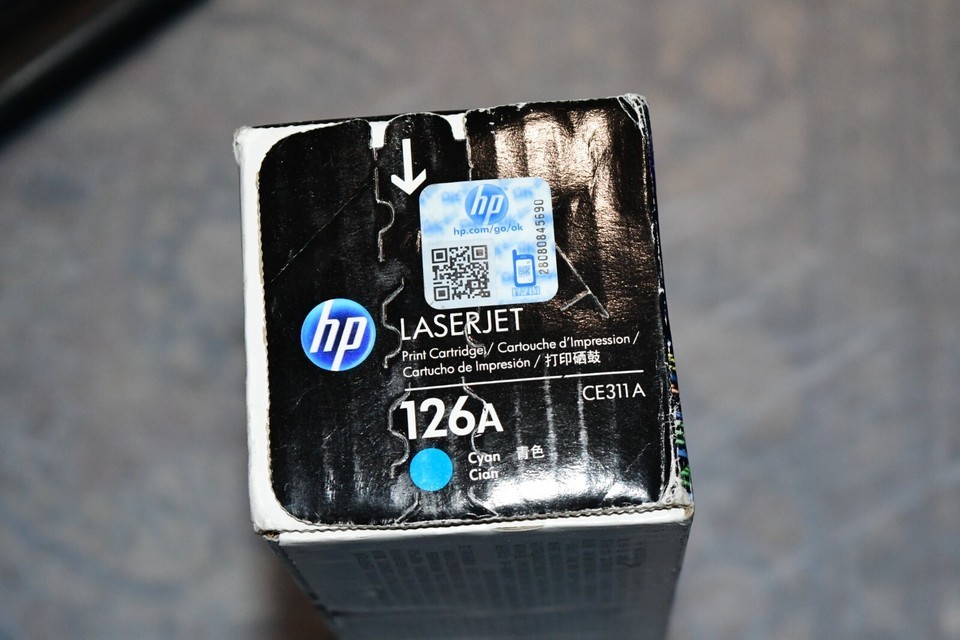 hp
hp.com/go/ok
28080845690
hp
LASERJET
Print Cartridge / Cartouche d'Impression /
Cartucho de Impresión / 打印硒鼓
126A
CE311A
Cyan 青色
Cian